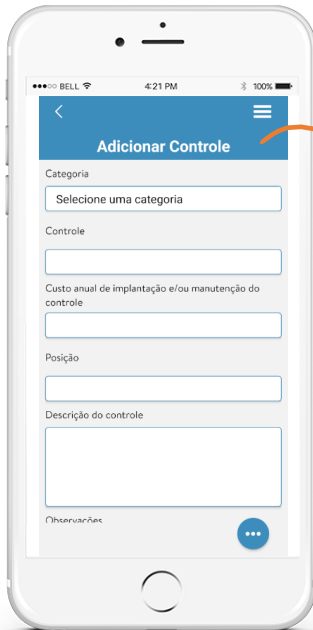 BELL 4:21 PM 100%
Adicionar Controle
Categoria
Selecione uma categoria
Controle
Custo anual de implantação e/ou manutenção do
controle
Posição
Descrição do controle
Observações